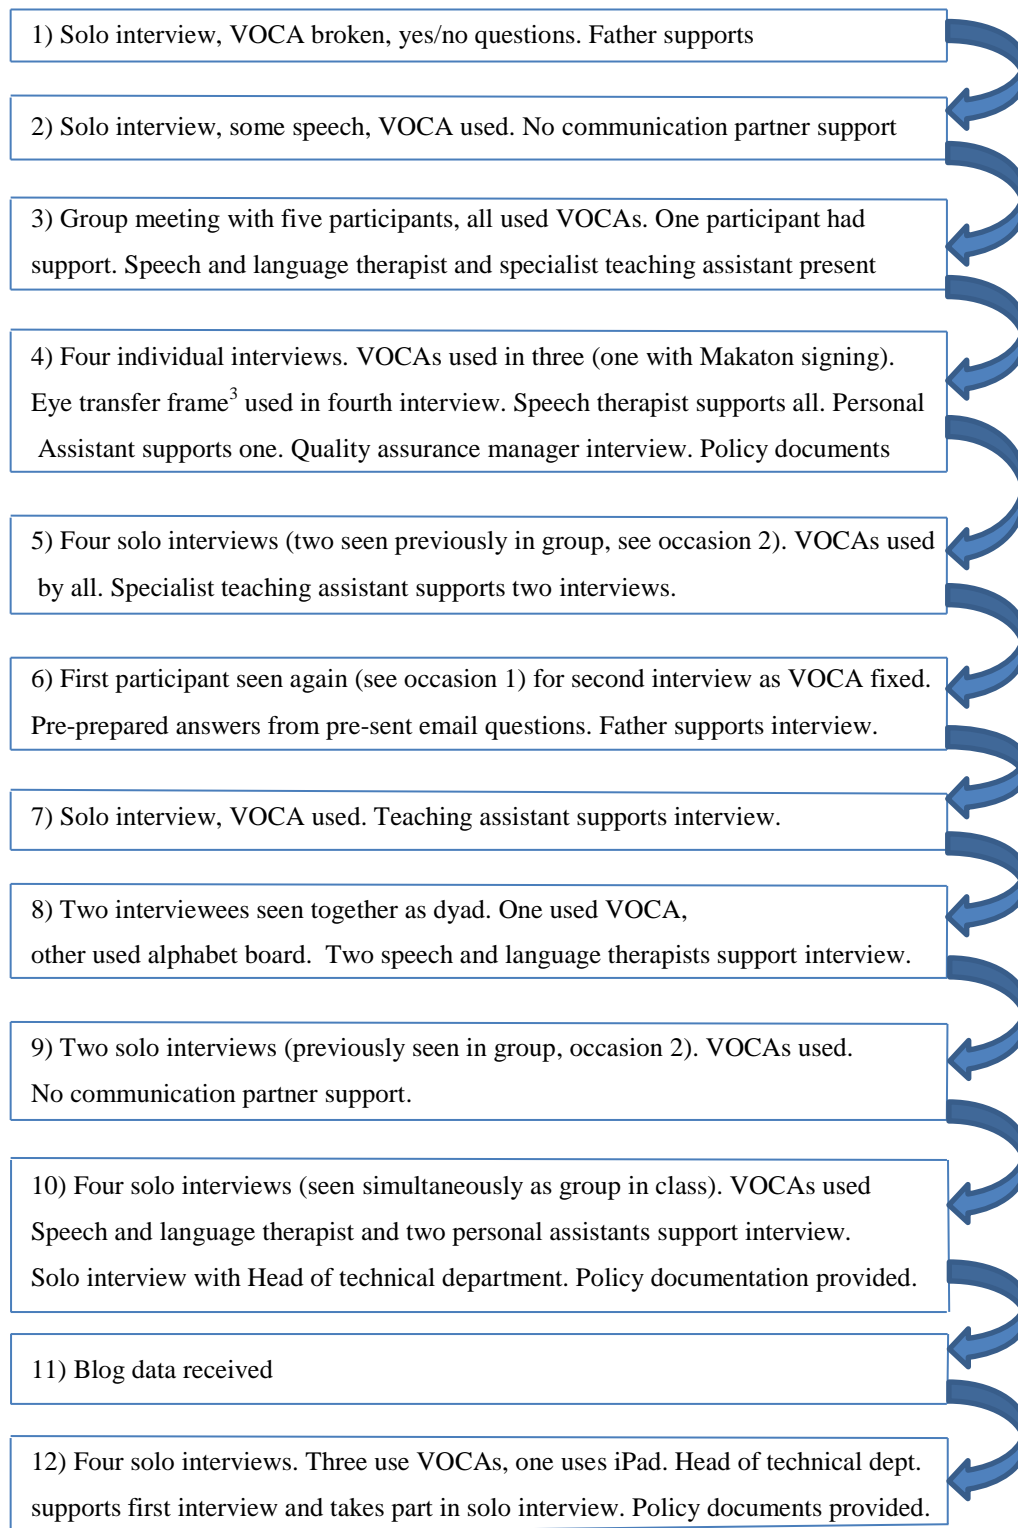 1) Solo interview, VOCA broken, yes/no questions. Father supports
2) Solo interview, some speech, VOCA used. No communication partner support
3) Group meeting with five participants, all used VOCAs. One participant had
support. Speech and language therapist and specialist teaching assistant present
4) Four individual interviews. VOCAs used in three (one with Makaton signing).
Eye transfer frame³ used in fourth interview. Speech therapist supports all. Personal
Assistant supports one. Quality assurance manager interview. Policy documents
5) Four solo interviews (two seen previously in group, see occasion 2). VOCAs used
by all. Specialist teaching assistant supports two interviews.
6) First participant seen again (see occasion 1) for second interview as VOCA fixed.
Pre-prepared answers from pre-sent email questions. Father supports interview.
7) Solo interview, VOCA used. Teaching assistant supports interview.
8) Two interviewees seen together as dyad. One used VOCA,
other used alphabet board. Two speech and language therapists support interview.
9) Two solo interviews (previously seen in group, occasion 2). VOCAs used.
No communication partner support.
10) Four solo interviews (seen simultaneously as group in class). VOCAs used
Speech and language therapist and two personal assistants support interview.
Solo interview with Head of technical department. Policy documentation provided.
11) Blog data received
12) Four solo interviews. Three use VOCAs, one uses iPad. Head of technical dept.
supports first interview and takes part in solo interview. Policy documents provided.